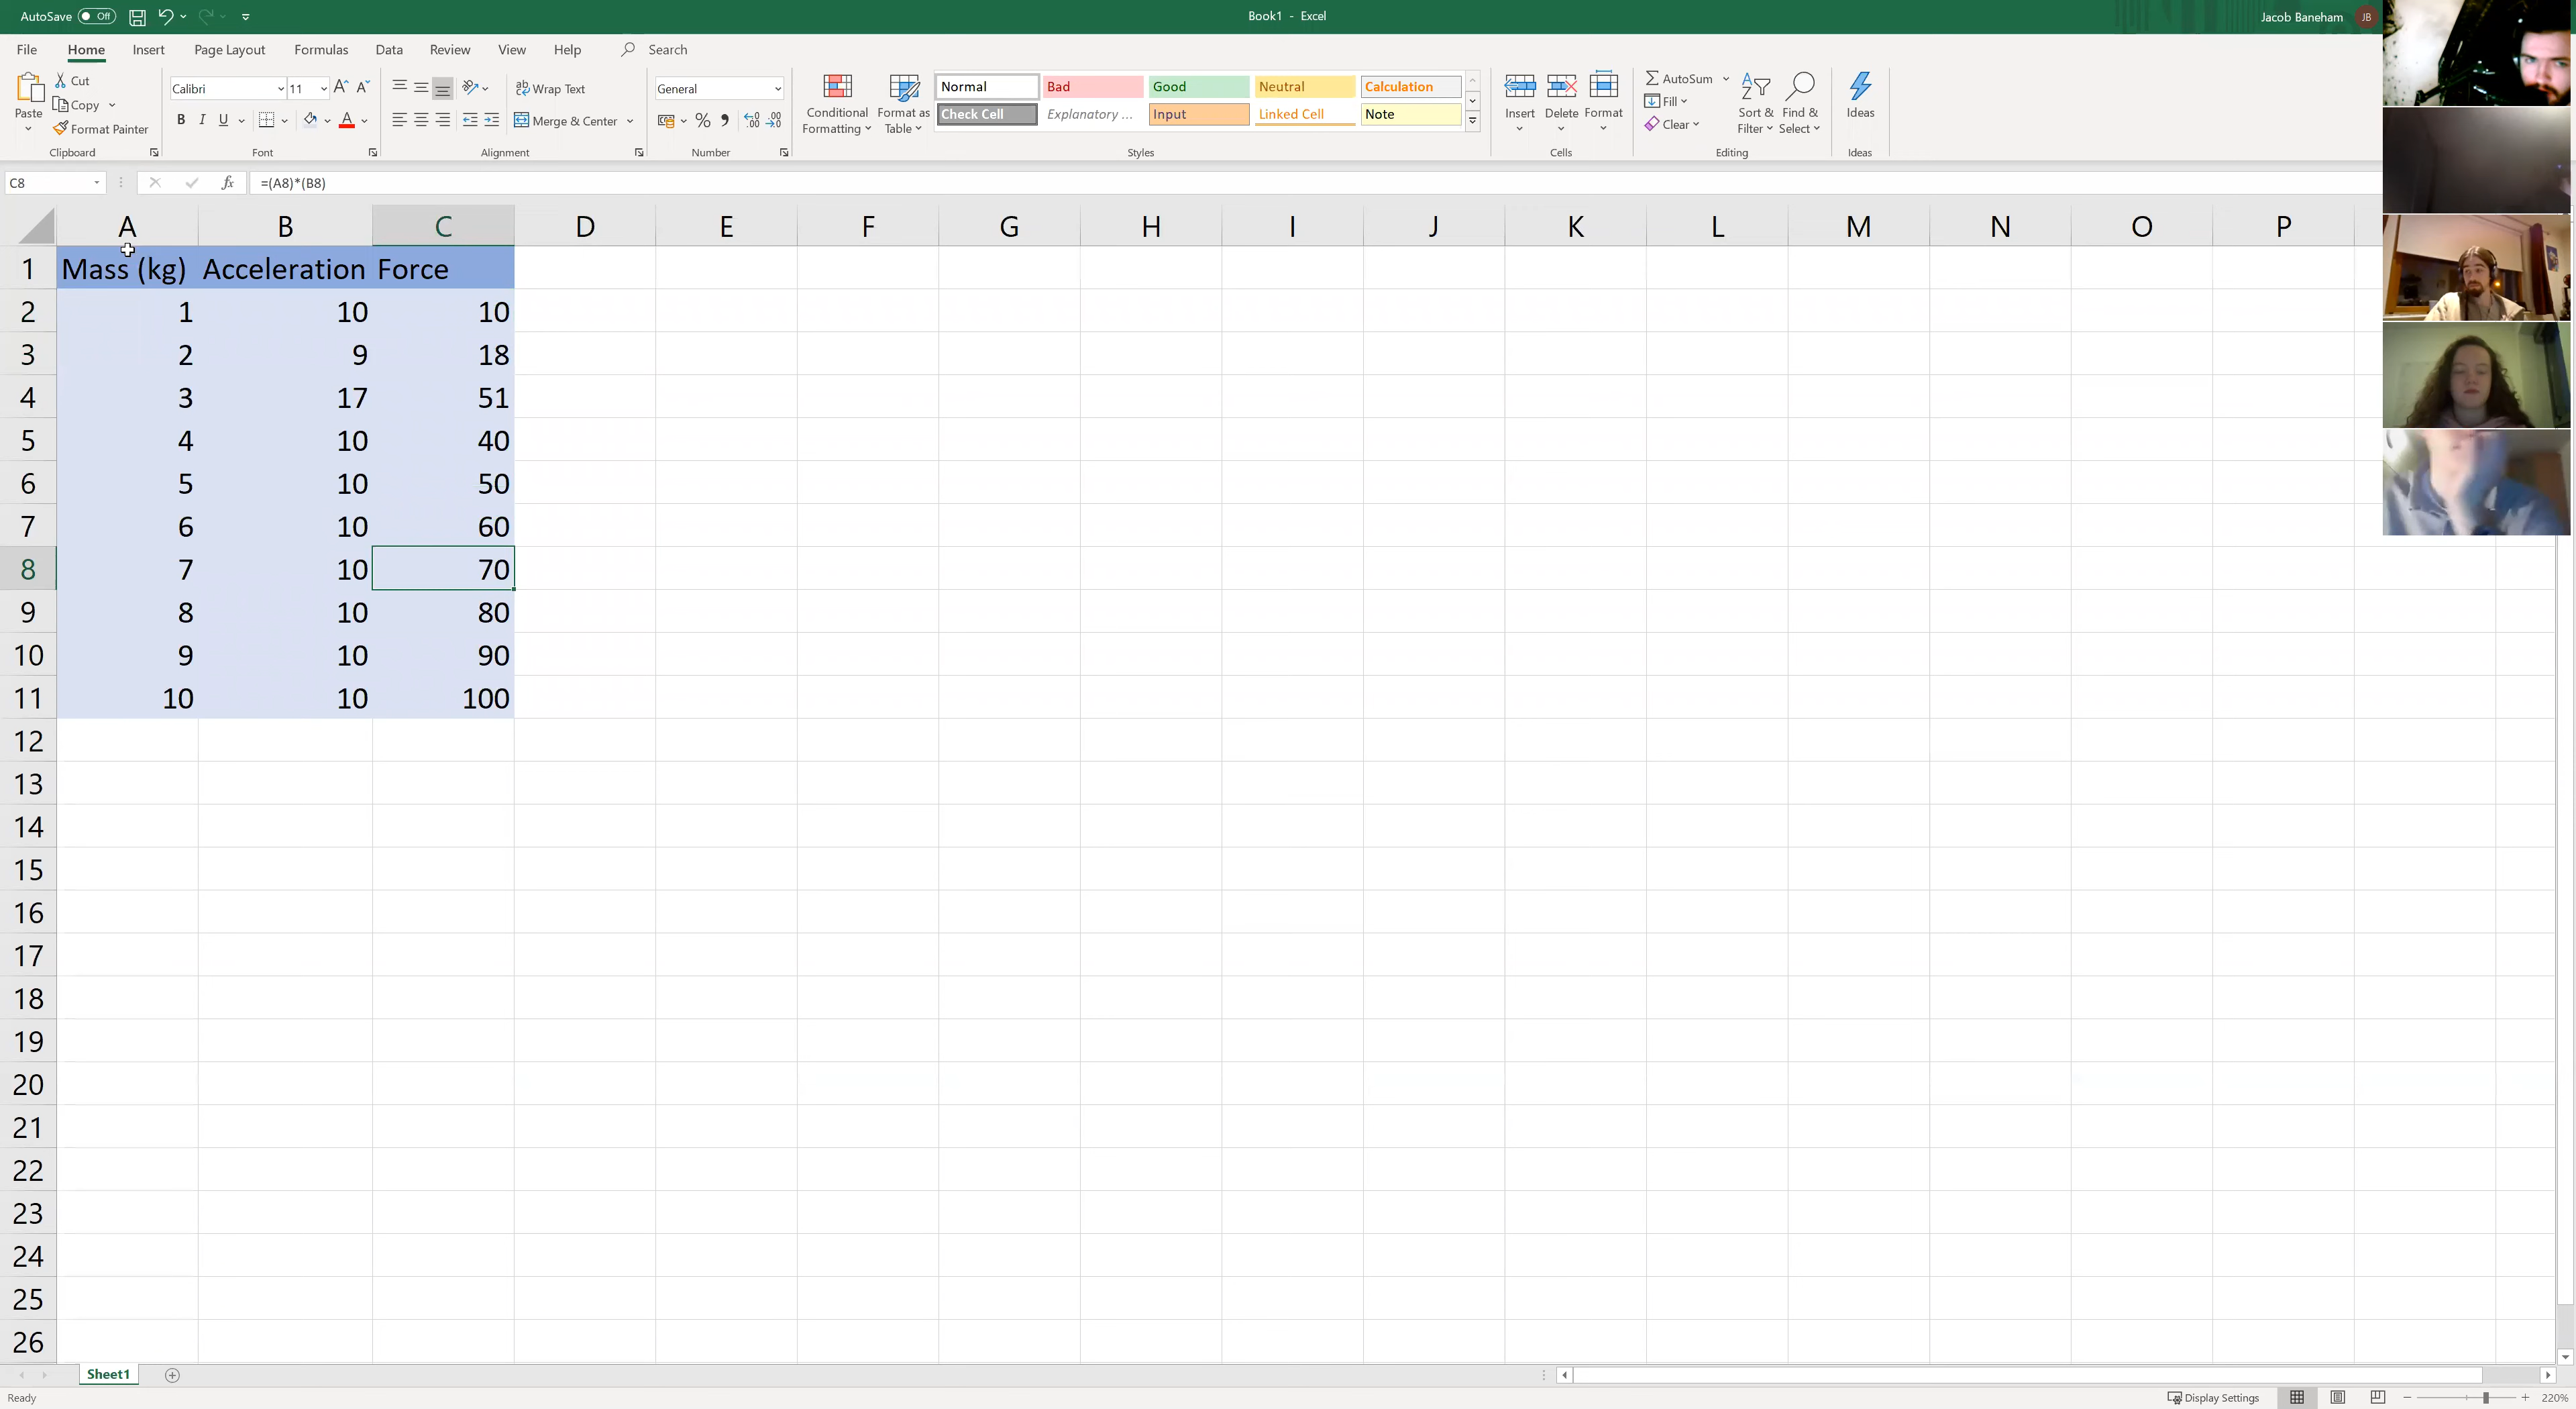 AutoSave Off
Book1 - Excel
Jacob Baneham JB
File Home Insert Page Layout Formulas Data Review View Help Search
Paste
Cut
Copy
Format Painter
Clipboard
Calibri 11
B I U
Font
Wrap Text
Merge & Center
Alignment
General
Number
Conditional Formatting
Format as Table
Normal Bad Good Neutral Calculation
Check Cell Explanatory ... Input Linked Cell Note
Styles
Insert Delete Format
Cells
AutoSum
Fill
Clear
Sort & Filter
Find & Select
Editing
Ideas
Ideas
C8 fx =(A8)*(B8)
A B C D E F G H I J K L M N O P
1 Mass (kg) Acceleration Force
2 1 10 10
3 2 9 18
4 3 17 51
5 4 10 40
6 5 10 50
7 6 10 60
8 7 10 70
9 8 10 80
10 9 10 90
11 10 10 100
12
13
14
15
16
17
18
19
20
21
22
23
24
25
26
Sheet1
Ready
Display Settings
220%